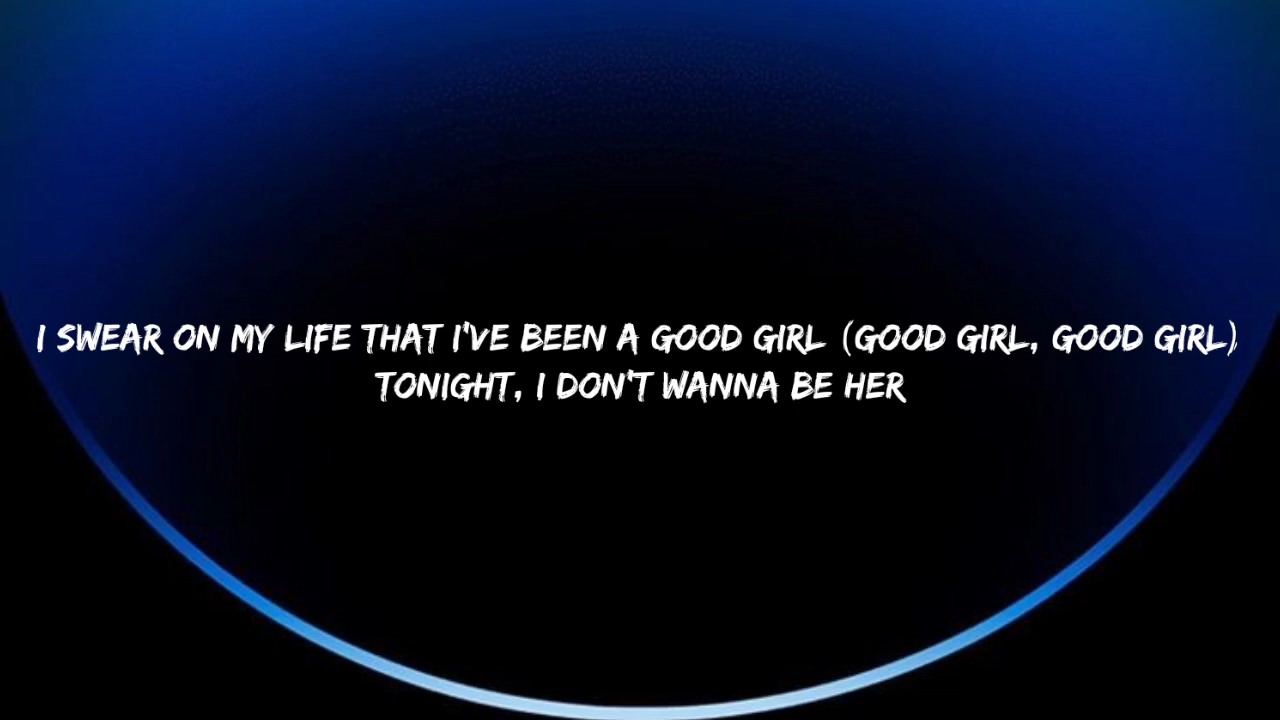 I SWEAR ON MY LIFE THAT I'VE BEEN A GOOD GIRL (GOOD GIRL, GOOD GIRL)
TONIGHT, I DON'T WANNA BE HER